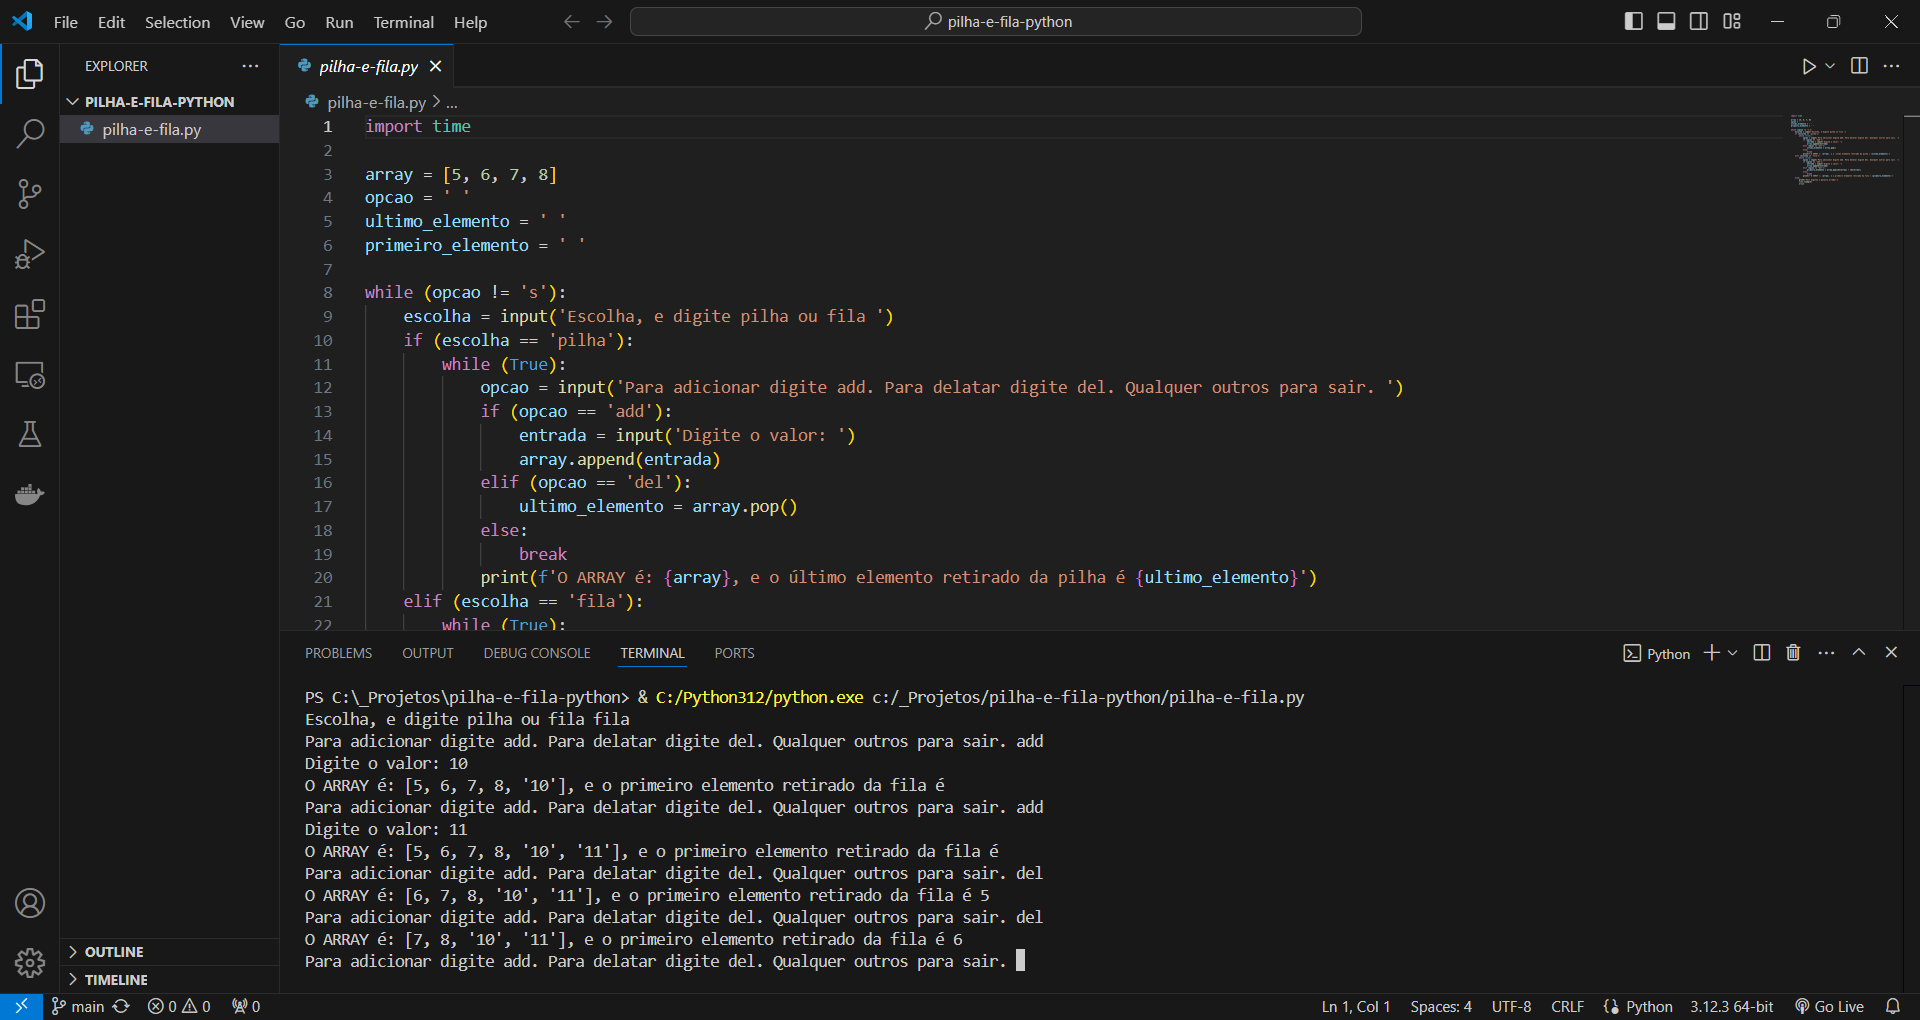 File Edit Selection View Go Run Terminal Help
pilha-e-fila-python
EXPLORER
PILHA-E-FILA-PYTHON
pilha-e-fila.py
OUTLINE
TIMELINE
pilha-e-fila.py
pilha-e-fila.py > ...
1 import time
2
3 array = [5, 6, 7, 8]
4 opcao = ' '
5 ultimo_elemento = ' '
6 primeiro_elemento = ' '
7
8 while (opcao != 's'):
9 escolha = input('Escolha, e digite pilha ou fila ')
10 if (escolha == 'pilha'):
11 while (True):
12 opcao = input('Para adicionar digite add. Para delatar digite del. Qualquer outros para sair. ')
13 if (opcao == 'add'):
14 entrada = input('Digite o valor: ')
15 array.append(entrada)
16 elif (opcao == 'del'):
17 ultimo_elemento = array.pop()
18 else:
19 break
20 print(f'O ARRAY é: {array}, e o último elemento retirado da pilha é {ultimo_elemento}')
21 elif (escolha == 'fila'):
22 while (True):
PROBLEMS OUTPUT DEBUG CONSOLE TERMINAL PORTS
Python
PS C:\_Projetos\pilha-e-fila-python> & C:/Python312/python.exe c:/_Projetos/pilha-e-fila-python/pilha-e-fila.py
Escolha, e digite pilha ou fila fila
Para adicionar digite add. Para delatar digite del. Qualquer outros para sair. add
Digite o valor: 10
O ARRAY é: [5, 6, 7, 8, '10'], e o primeiro elemento retirado da fila é
Para adicionar digite add. Para delatar digite del. Qualquer outros para sair. add
Digite o valor: 11
O ARRAY é: [5, 6, 7, 8, '10', '11'], e o primeiro elemento retirado da fila é
Para adicionar digite add. Para delatar digite del. Qualquer outros para sair. del
O ARRAY é: [6, 7, 8, '10', '11'], e o primeiro elemento retirado da fila é 5
Para adicionar digite add. Para delatar digite del. Qualquer outros para sair. del
O ARRAY é: [7, 8, '10', '11'], e o primeiro elemento retirado da fila é 6
Para adicionar digite add. Para delatar digite del. Qualquer outros para sair.
main 0 0 0 Ln 1, Col 1 Spaces: 4 UTF-8 CRLF Python 3.12.3 64-bit Go Live